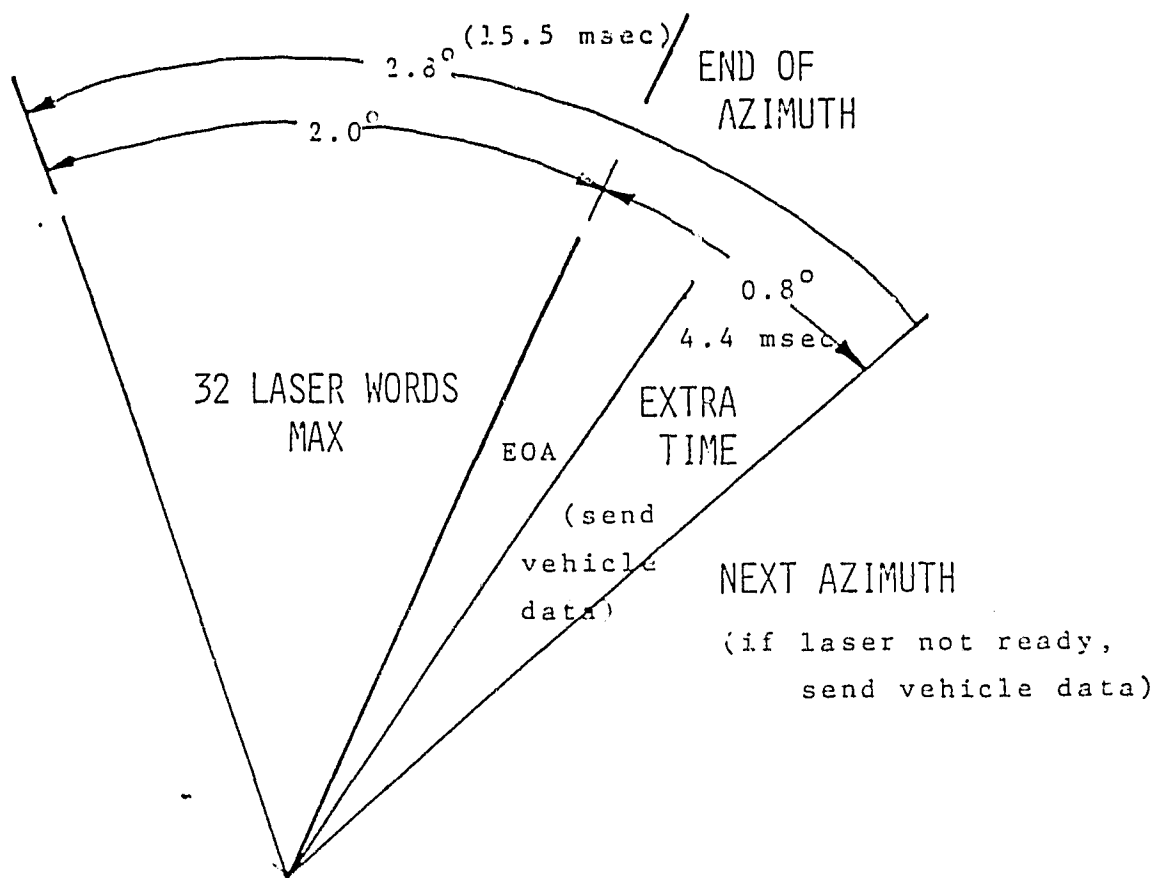 (15.5 msec)
2.8°
END OF
AZIMUTH
2.0°
0.8°
4.4 msec
32 LASER WORDS
MAX
EXTRA
TIME
EOA
(send
vehicle
data)
NEXT AZIMUTH
(if laser not ready,
send vehicle data)